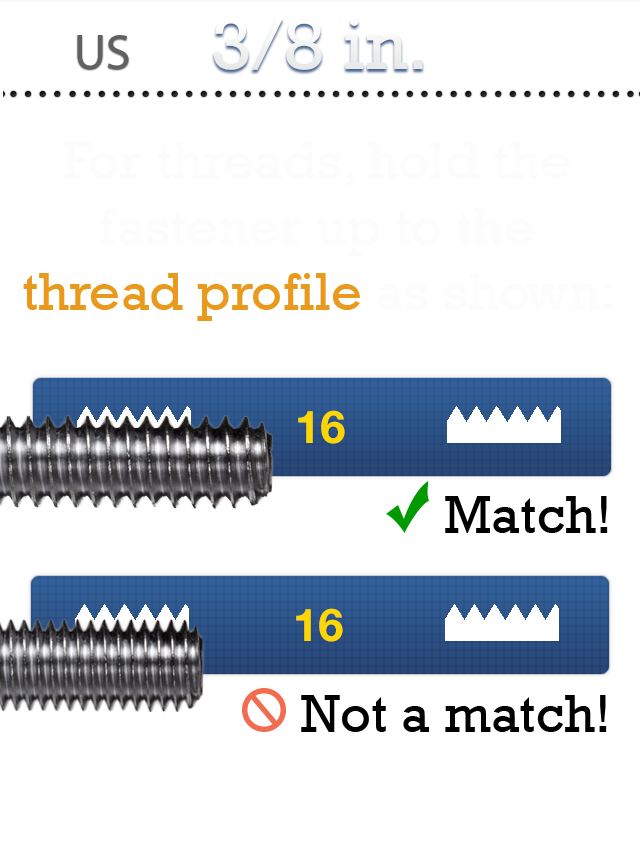 US 3/8 in.
For threads, hold the
fastener up to the
thread profile as shown:
16
Match!
16
Not a match!